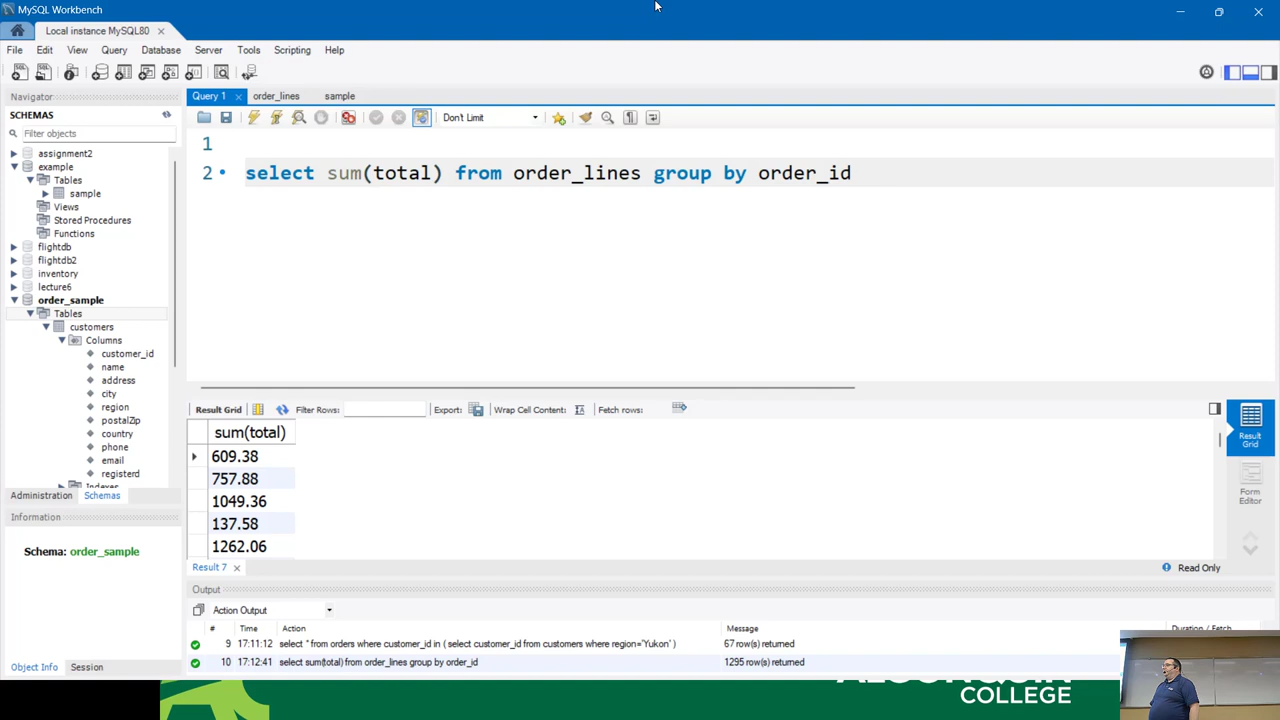 MySQL Workbench
Local instance MySQL80
File Edit View Query Database Server Tools Scripting Help
Navigator
SCHEMAS
Filter objects
assignment2
example
Tables
sample
Views
Stored Procedures
Functions
flightdb
flightdb2
inventory
lecture6
order_sample
Tables
customers
Columns
customer_id
name
address
city
region
postalZip
country
phone
email
registerd
Indexes
Administration Schemas
Information
Schema: order_sample
Object Info Session
Query 1 order_lines sample
Don't Limit
1
2 select sum(total) from order_lines group by order_id
Result Grid Filter Rows: Export: Wrap Cell Content: Fetch rows:
sum(total)
609.38
757.88
1049.36
137.58
1262.06
Result Grid
Form Editor
Result 7
Read Only
Output
Action Output
# Time Action Message Duration / Fetch
9 17:11:12 select * from orders where customer_id in ( select customer_id from customers where region='Yukon' ) 67 row(s) returned
10 17:12:41 select sum(total) from order_lines group by order_id 1295 row(s) returned
COLLEGE